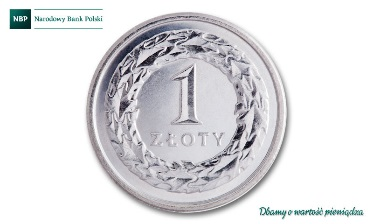 NBP Narodowy Bank Polski
1
ZŁOTY
Dbamy o wartość pieniądza